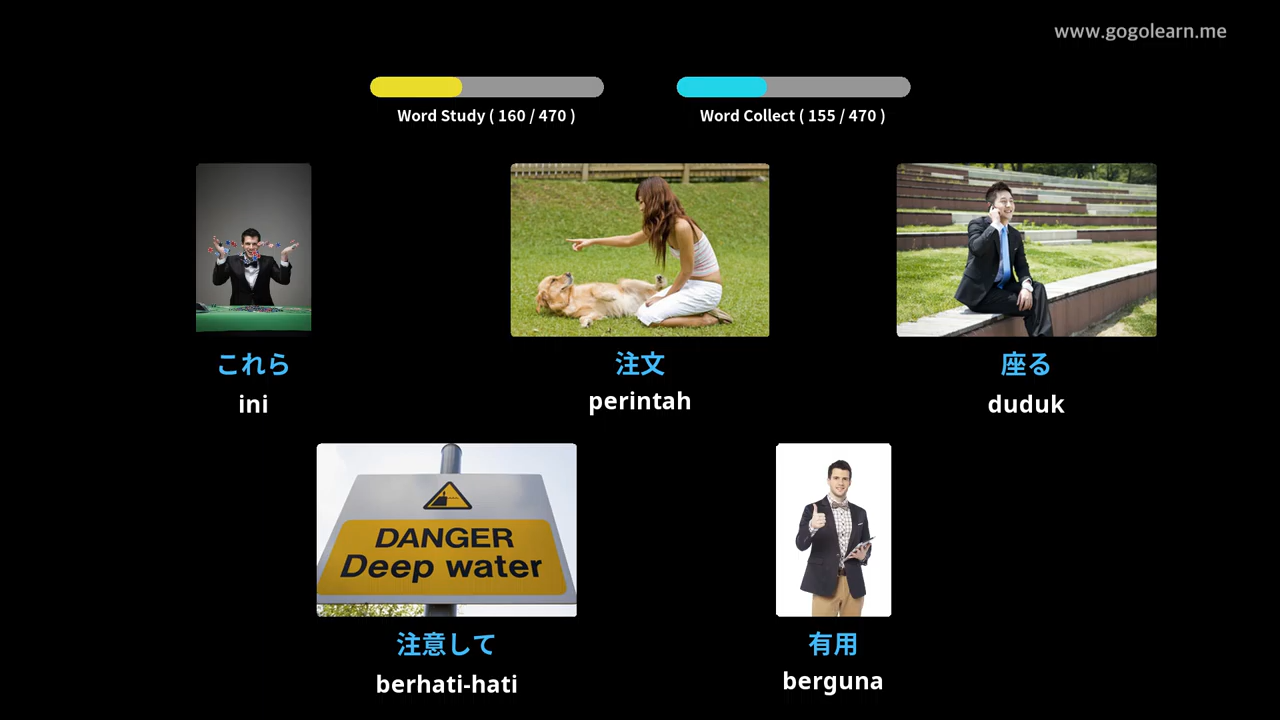 www.gogolearn.me
Word Study ( 160 / 470 )
Word Collect ( 155 / 470 )
これら
ini
注文
perintah
座る
duduk
DANGER
Deep water
注意して
berhati-hati
有用
berguna